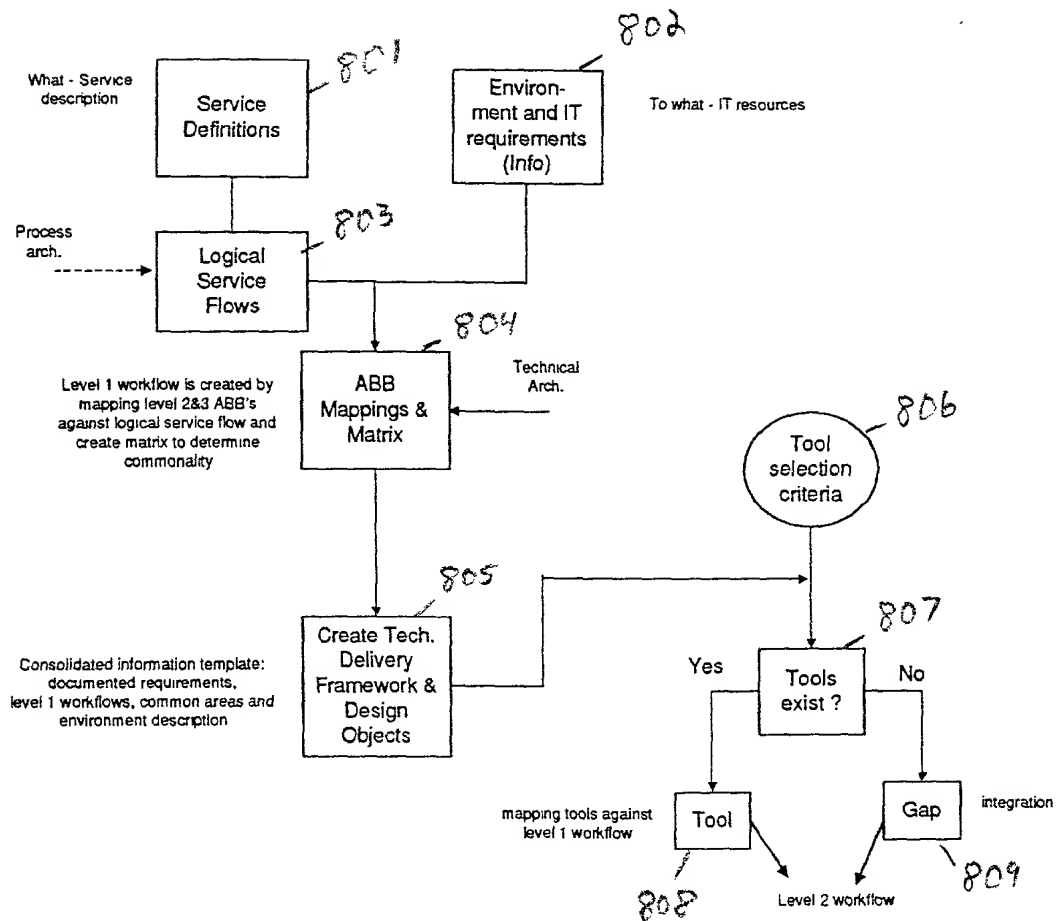 801
802
What - Service
description
Service
Definitions
Environ-
ment and IT
requirements
(Info)
To what - IT resources
803
Process
arch.
Logical
Service
Flows
804
Level 1 workflow is created by
mapping level 2&3 ABB's
against logical service flow and
create matrix to determine
commonality
ABB
Mappings &
Matrix
Technical
Arch.
806
Tool
selection
criteria
805
Consolidated information template:
documented requirements,
level 1 workflows, common areas and
environment description
Create Tech.
Delivery
Framework &
Design
Objects
807
Yes
Tools
exist ?
No
mapping tools against
level 1 workflow
Tool
Gap
integration
808
809
Level 2 workflow